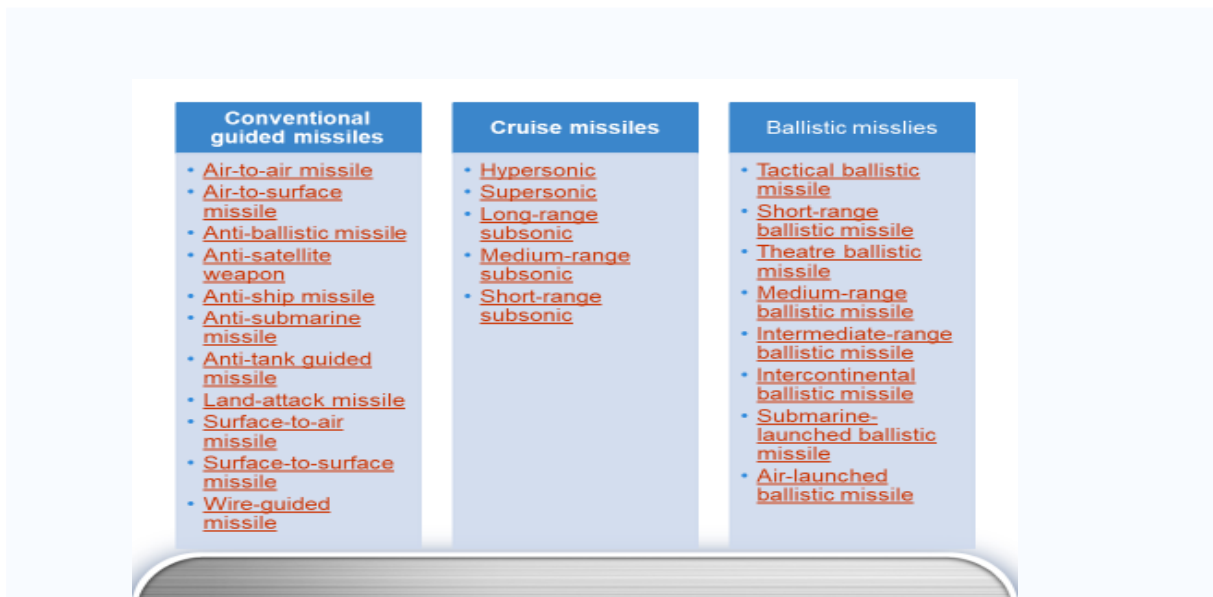 Conventional
guided missiles
• Air-to-air missile
• Air-to-surface
missile
• Anti-ballistic missile
• Anti-satellite
weapon
• Anti-ship missile
• Anti-submarine
missile
• Anti-tank guided
missile
• Land-attack missile
• Surface-to-air
missile
• Surface-to-surface
missile
• Wire-guided
missile
Cruise missiles
• Hypersonic
• Supersonic
• Long-range
subsonic
• Medium-range
subsonic
• Short-range
subsonic
Ballistic misslies
• Tactical ballistic
missile
• Short-range
ballistic missile
• Theatre ballistic
missile
• Medium-range
ballistic missile
• Intermediate-range
ballistic missile
• Intercontinental
ballistic missile
• Submarine-
launched ballistic
missile
• Air-launched
ballistic missile